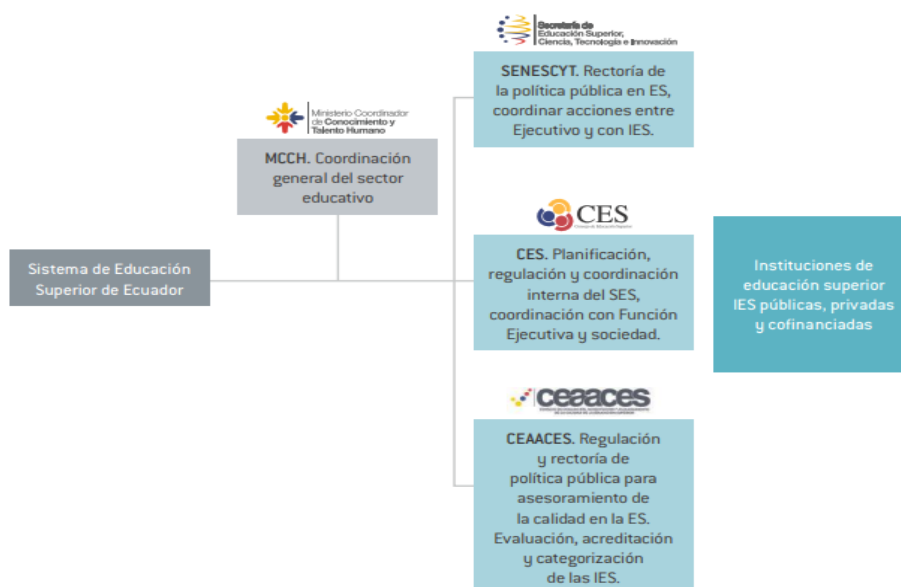 Secretaría de
Educación Superior,
Ciencia, Tecnología e Innovación
SENESCYT. Rectoría de
la política pública en ES,
coordinar acciones entre
Ejecutivo y con IES.
Ministerio Coordinador
de Conocimiento y
Talento Humano
MCCH. Coordinación
general del sector
educativo
CES
Consejo de Educación Superior
Sistema de Educación
Superior de Ecuador
CES. Planificación,
regulación y coordinación
interna del SES,
coordinación con Función
Ejecutiva y sociedad.
Instituciones de
educación superior
IES públicas, privadas
y cofinanciadas
ceaaces
CEAACES. Regulación
y rectoría de
política pública para
asesoramiento de
la calidad en la ES.
Evaluación, acreditación
y categorización
de las IES.